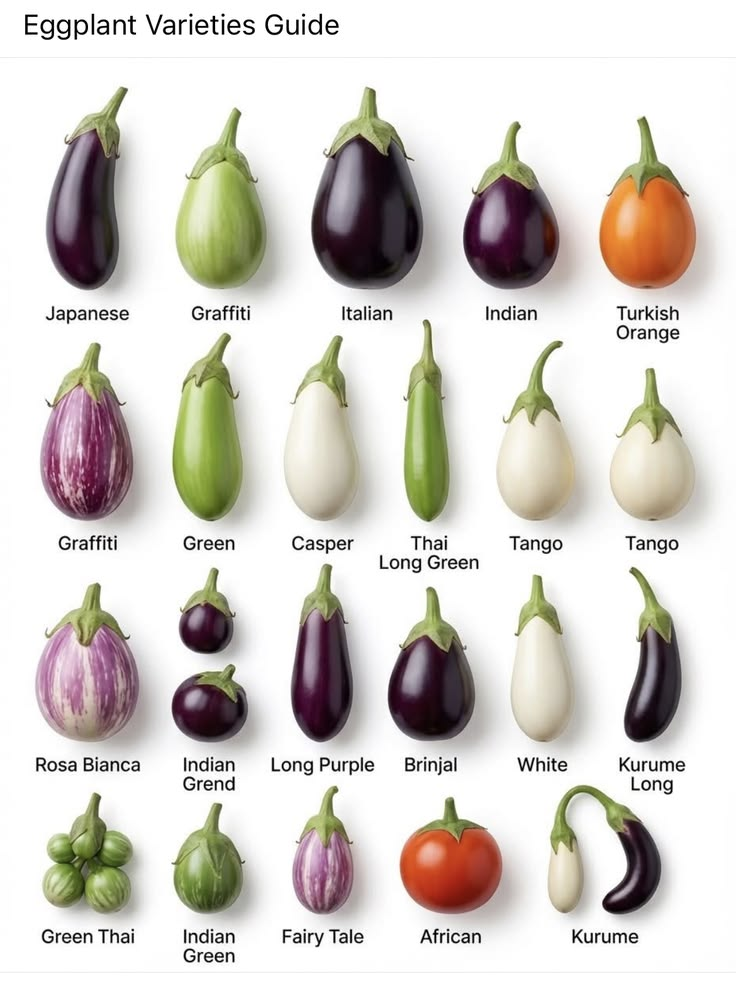 Eggplant Varieties Guide
Japanese
Graffiti
Italian
Indian
Turkish
Orange
Graffiti
Green
Casper
Thai
Long Green
Tango
Tango
Rosa Bianca
Indian
Grend
Long Purple
Brinjal
White
Kurume
Long
Green Thai
Indian
Green
Fairy Tale
African
Kurume